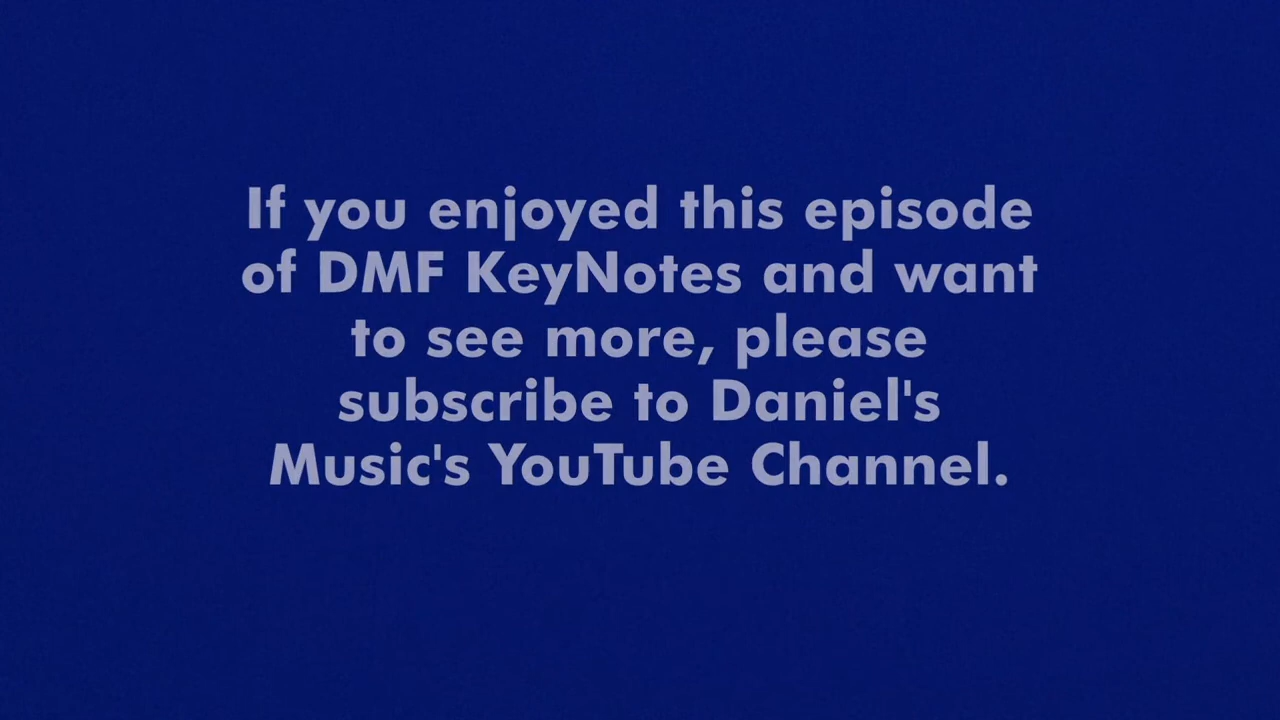 If you enjoyed this episode
of DMF KeyNotes and want
to see more, please
subscribe to Daniel's
Music's YouTube Channel.